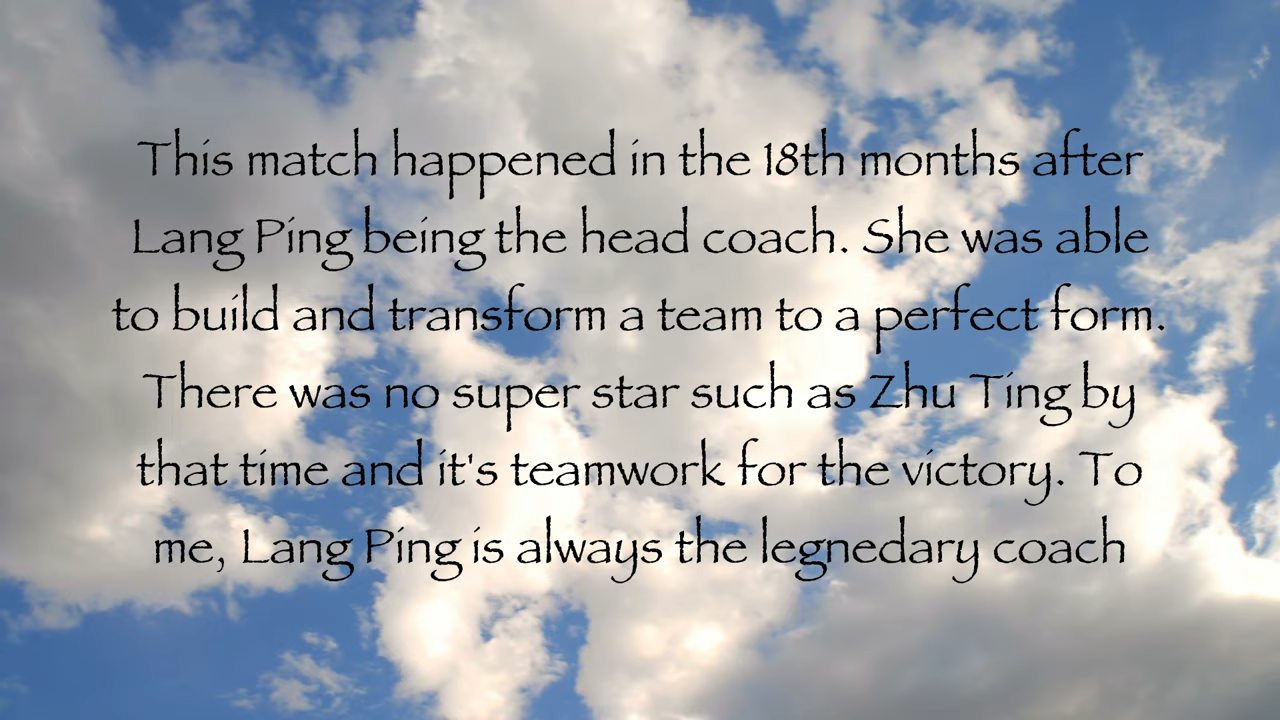 This match happened in the 18th months after
Lang Ping being the head coach. She was able
to build and transform a team to a perfect form.
There was no super star such as Zhu Ting by
that time and it's teamwork for the victory. To
me, Lang Ping is always the legnedary coach